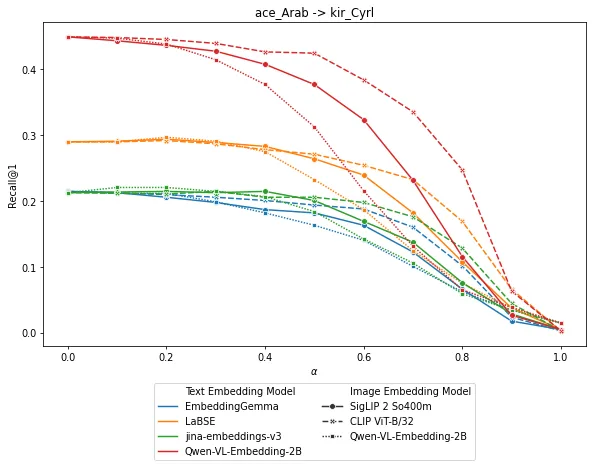 ace_Arab -> kir_Cyrl
Recall@1
0.4
0.3
0.2
0.1
0.0
0.0 0.2 0.4 0.6 0.8 1.0
α
Text Embedding Model Image Embedding Model
EmbeddingGemma SigLIP 2 So400m
LaBSE CLIP ViT-B/32
jina-embeddings-v3 Qwen-VL-Embedding-2B
Qwen-VL-Embedding-2B